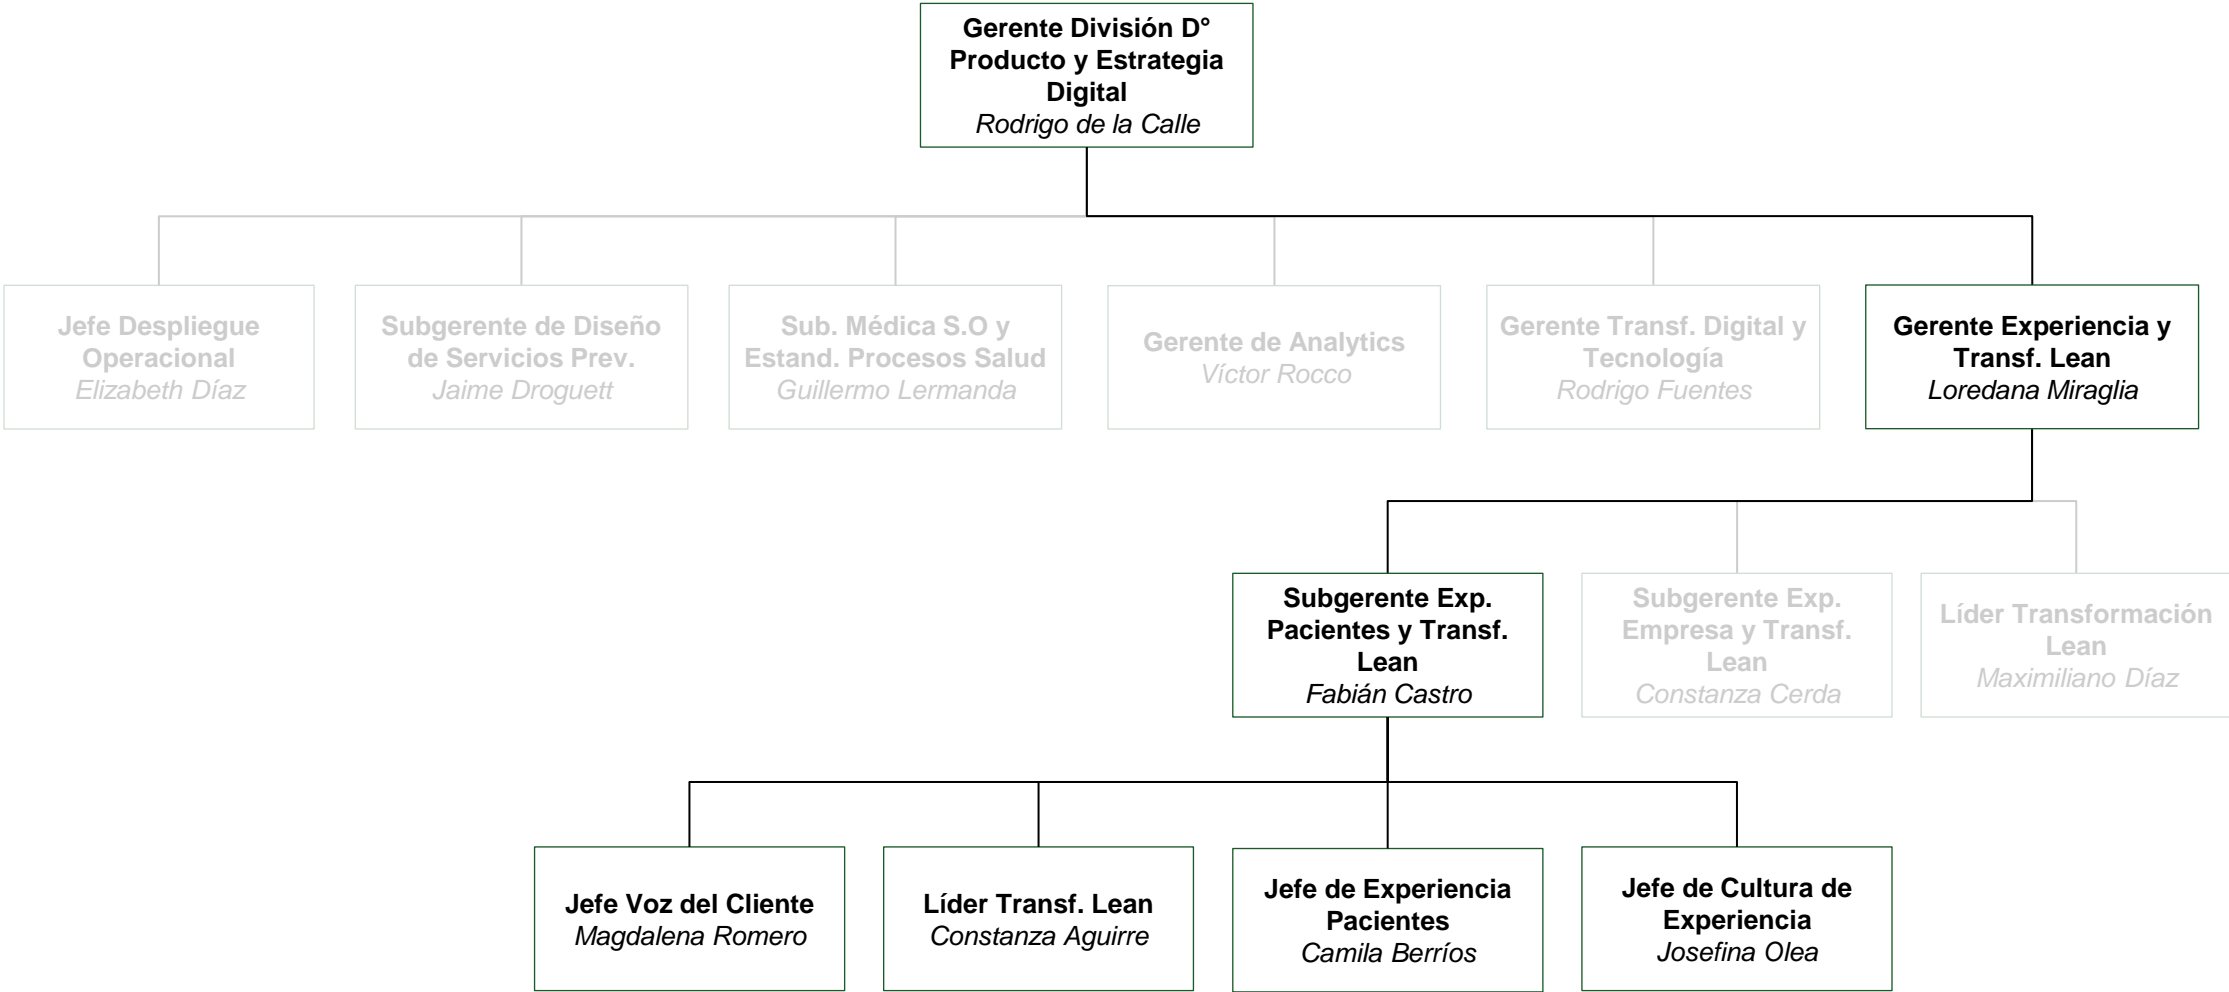 Gerente División D°
Producto y Estrategia
Digital
Rodrigo de la Calle
Jefe Despliegue
Operacional
Elizabeth Díaz
Subgerente de Diseño
de Servicios Prev.
Jaime Droguett
Sub. Médica S.O y
Estand. Procesos Salud
Guillermo Lermanda
Gerente de Analytics
Víctor Rocco
Gerente Transf. Digital y
Tecnología
Rodrigo Fuentes
Gerente Experiencia y
Transf. Lean
Loredana Miraglia
Subgerente Exp.
Pacientes y Transf.
Lean
Fabián Castro
Subgerente Exp.
Empresa y Transf.
Lean
Constanza Cerda
Líder Transformación
Lean
Maximiliano Díaz
Jefe Voz del Cliente
Magdalena Romero
Líder Transf. Lean
Constanza Aguirre
Jefe de Experiencia
Pacientes
Camila Berríos
Jefe de Cultura de
Experiencia
Josefina Olea